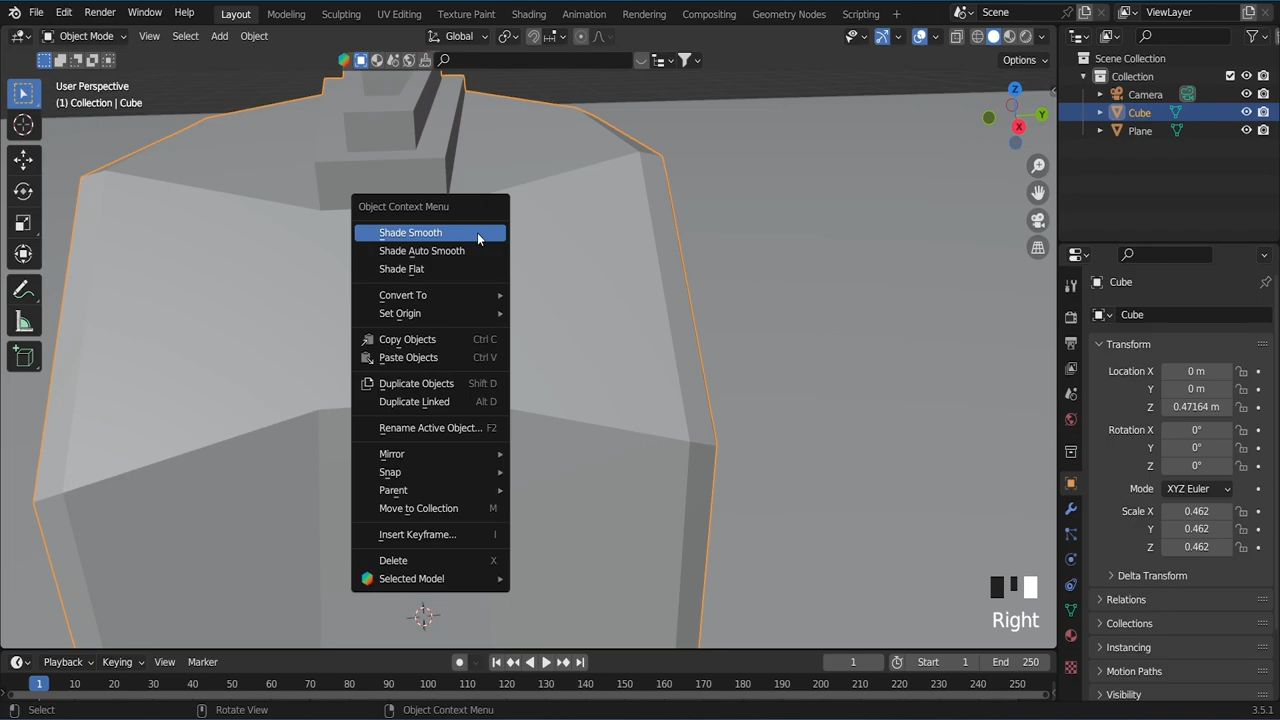 File Edit Render Window Help Layout Modeling Sculpting UV Editing Texture Paint Shading Animation Rendering Compositing Geometry Nodes Scripting + Scene ViewLayer
Object Mode View Select Add Object Global
Options
User Perspective
(1) Collection | Cube
Z
Y
X
Scene Collection
Collection
Camera
Cube
Plane
Object Context Menu
Shade Smooth
Shade Auto Smooth
Shade Flat
Convert To
Set Origin
Copy Objects Ctrl C
Paste Objects Ctrl V
Duplicate Objects Shift D
Duplicate Linked Alt D
Rename Active Object... F2
Mirror
Snap
Parent
Move to Collection M
Insert Keyframe... I
Delete X
Selected Model
Cube
Cube
Transform
Location X 0 m
Y 0 m
Z 0.47164 m
Rotation X 0°
Y 0°
Z 0°
Mode XYZ Euler
Scale X 0.462
Y 0.462
Z 0.462
Delta Transform
Relations
Collections
Instancing
Motion Paths
Visibility
Right
Playback Keying View Marker 1 Start 1 End 250
1 10 20 30 40 50 60 70 80 90 100 110 120 130 140 150 160 170 180 190 200 210 220 230 240 250
Select Rotate View Object Context Menu 3.5.1